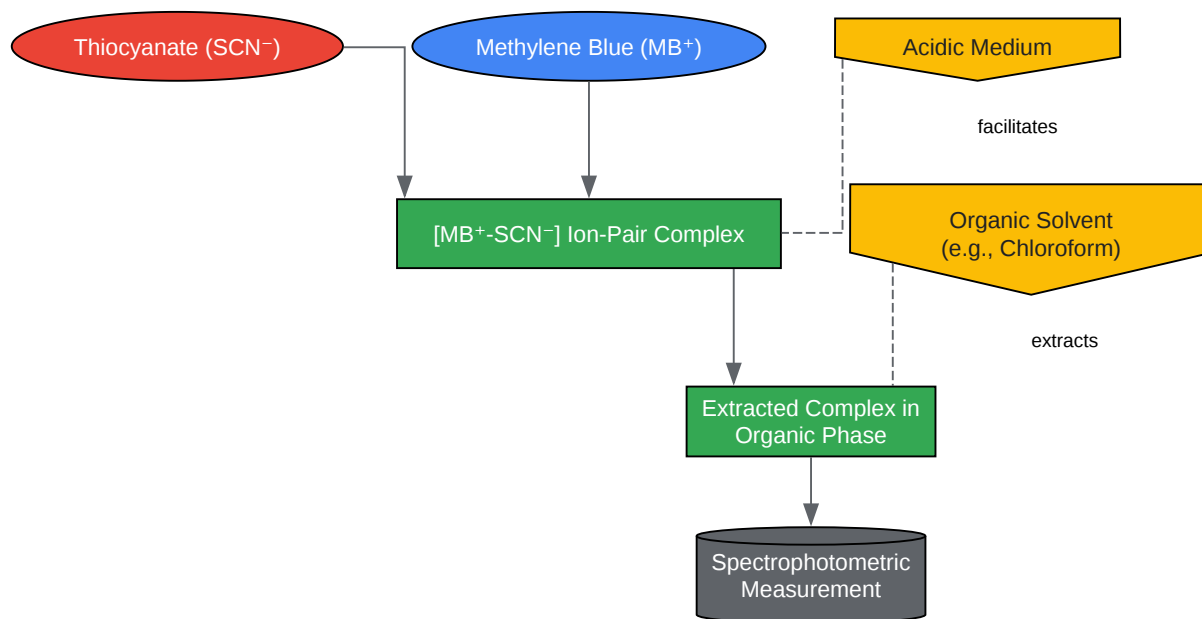 Thiocyanate (SCN⁻)
Methylene Blue (MB⁺)
Acidic Medium
facilitates
[MB⁺-SCN⁻] Ion-Pair Complex
Organic Solvent
(e.g., Chloroform)
extracts
Extracted Complex in
Organic Phase
Spectrophotometric
Measurement